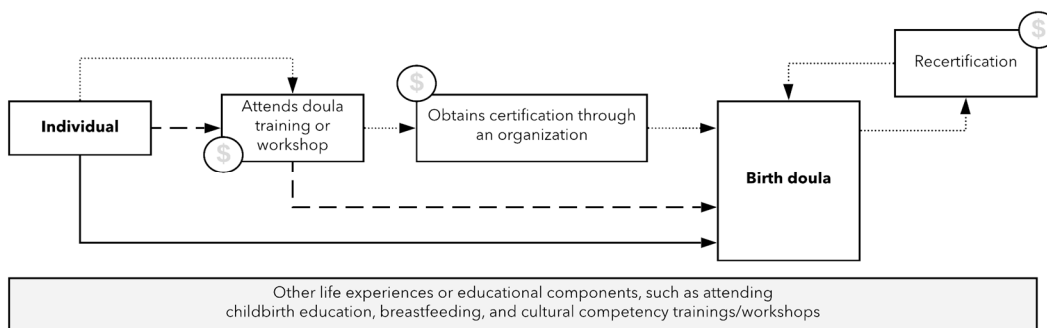 $
Recertification
$
Attends doula
training or
workshop
Individual
$
Obtains certification through
an organization
Birth doula
Other life experiences or educational components, such as attending
childbirth education, breastfeeding, and cultural competency trainings/workshops